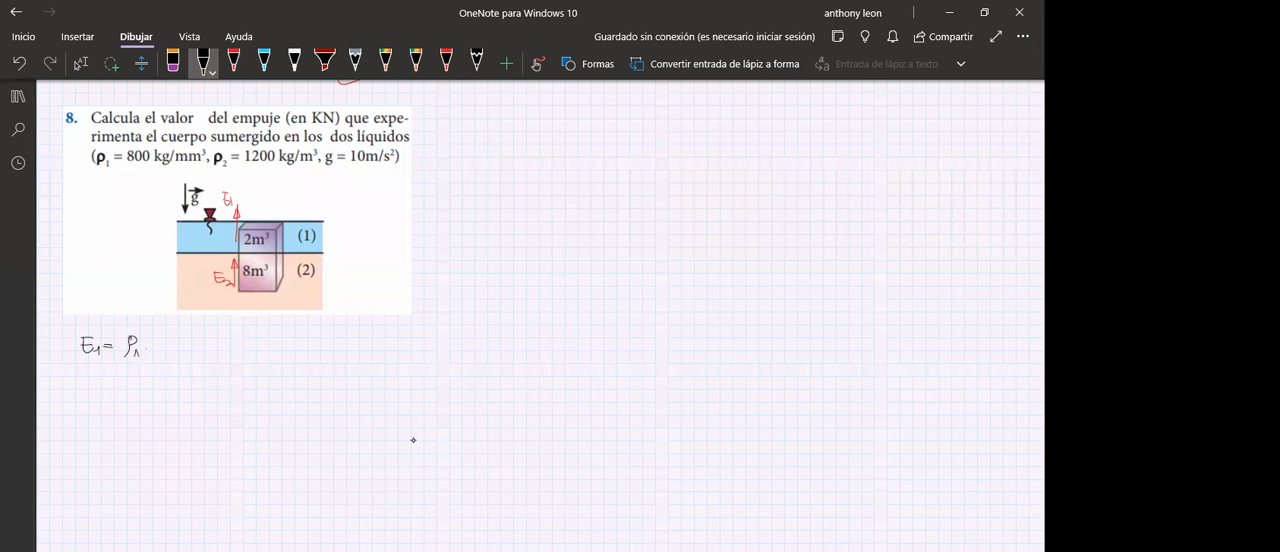 OneNote para Windows 10
anthony leon
Inicio
Insertar
Dibujar
Vista
Ayuda
Guardado sin conexión (es necesario iniciar sesión)
Compartir
Formas
Convertir entrada de lápiz a forma
Entrada de lápiz a texto
8. Calcula el valor del empuje (en KN) que expe-
rimenta el cuerpo sumergido en los dos líquidos
(ρ₁ = 800 kg/mm³, ρ₂ = 1200 kg/m³, g = 10m/s²)
g
E₁
2m³
(1)
E₂
8m³
(2)
E₁ = ρ₁